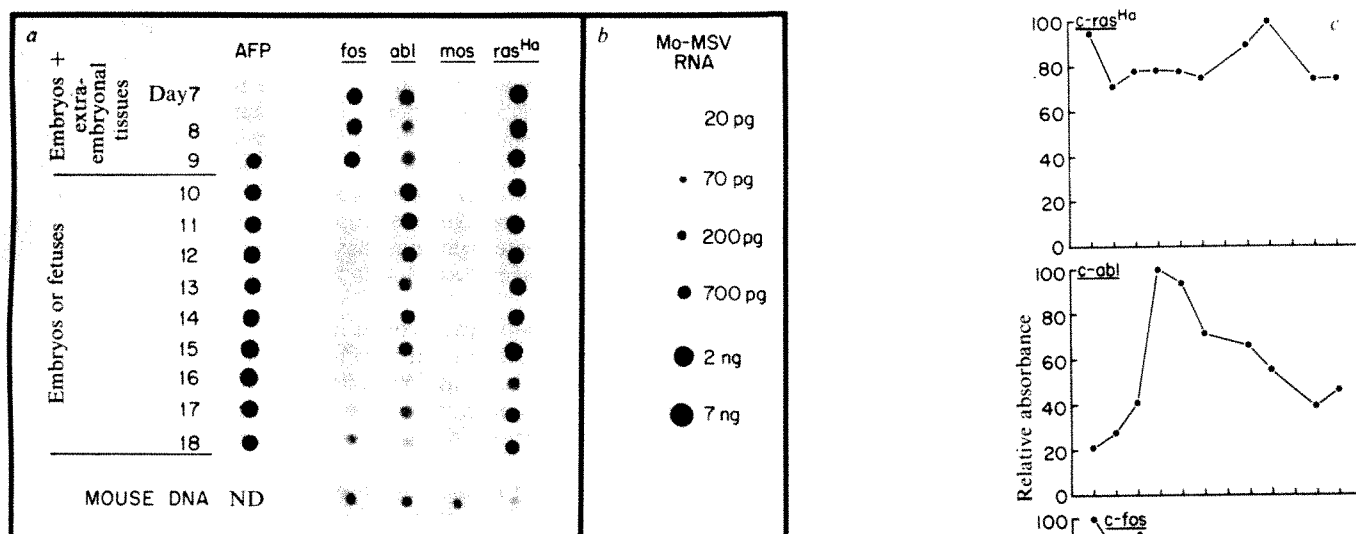 a
AFP fos abl mos ras^Ha
Embryos +
extra-
embryonal
tissues
Day 7
8
9
Embryos or fetuses
10
11
12
13
14
15
16
17
18
MOUSE DNA ND
b
Mo-MSV
RNA
20 pg
70 pg
200 pg
700 pg
2 ng
7 ng
c
c-ras^Ha
100
80
60
40
20
0
Relative absorbance
c-abl
100
80
60
40
20
0
c-fos
100